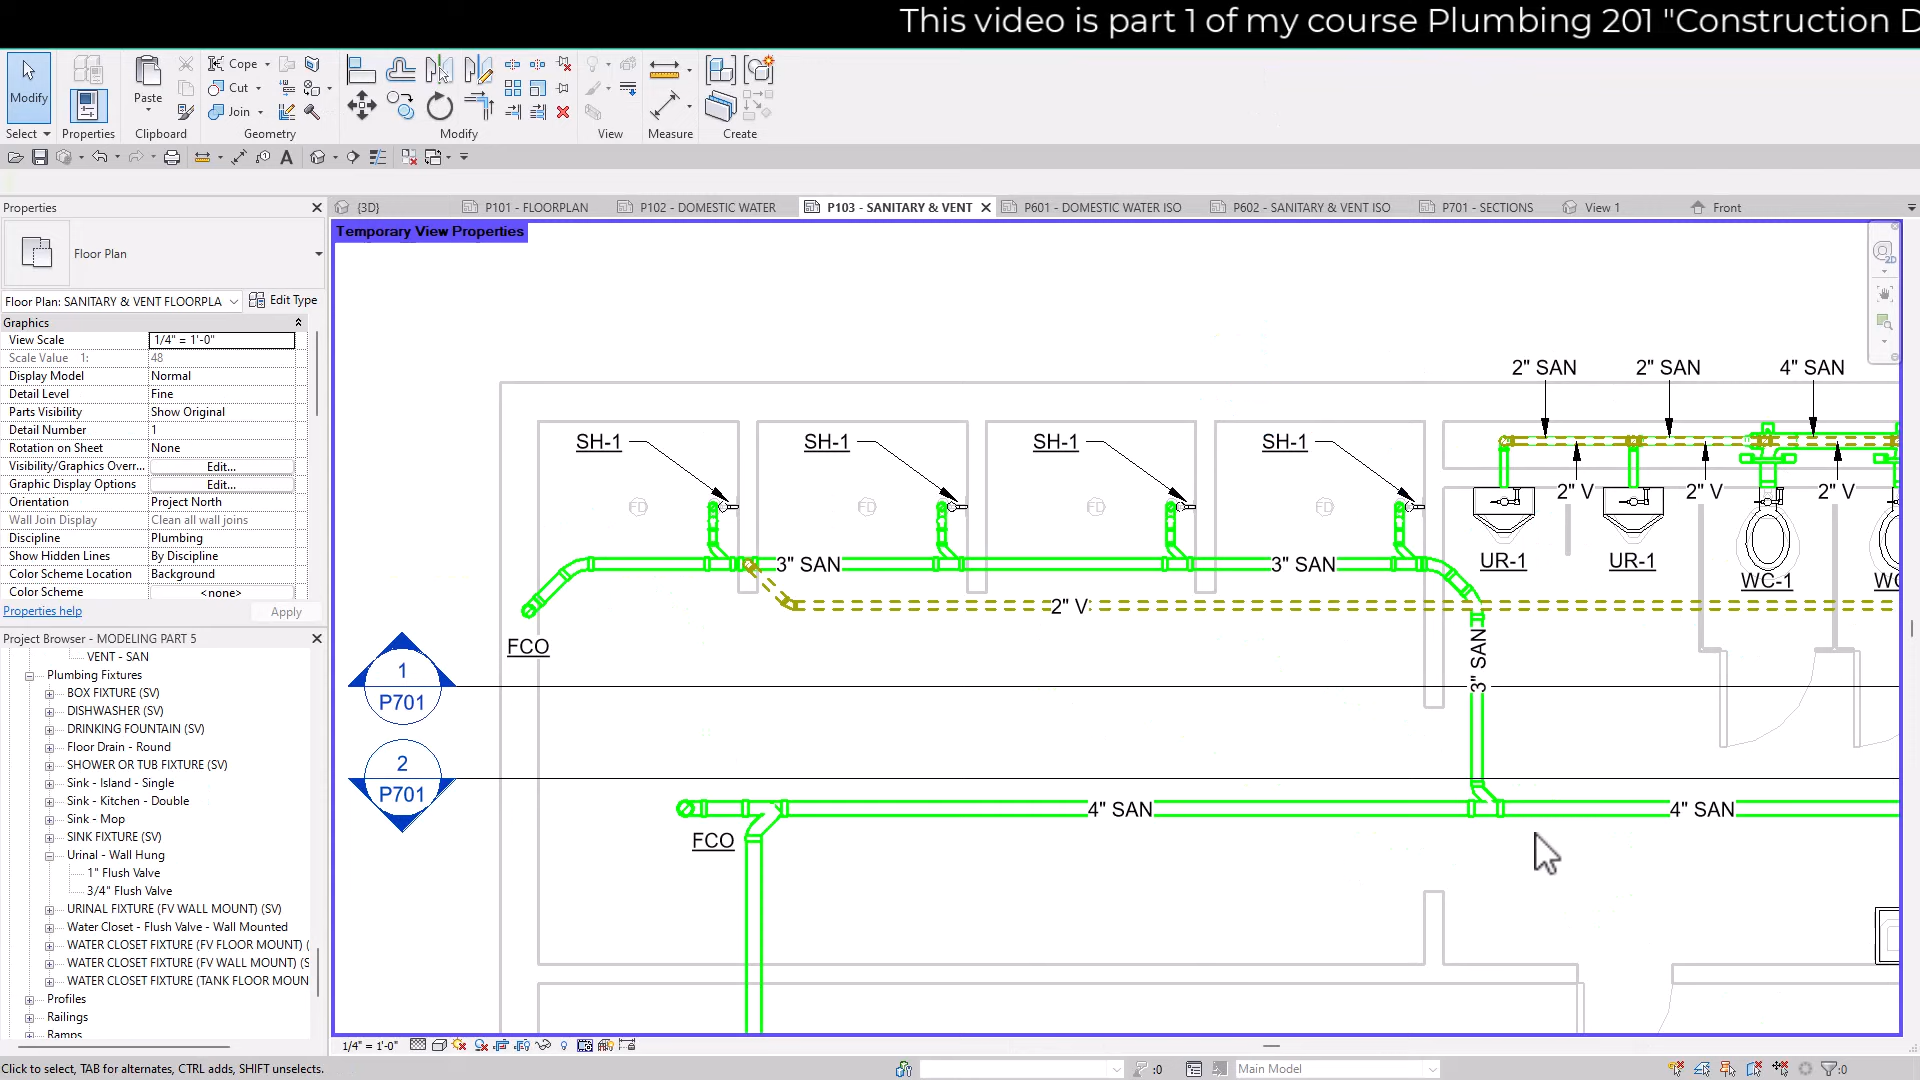 This video is part 1 of my course Plumbing 201 "Construction D
Modify
Select
Properties
Paste
Clipboard
Cope
Cut
Join
Geometry
Modify
View
Measure
Create
Properties
Floor Plan
Floor Plan: SANITARY & VENT FLOORPLA
Edit Type
Graphics
View Scale 1/4" = 1'-0"
Scale Value 1: 48
Display Model Normal
Detail Level Fine
Parts Visibility Show Original
Detail Number 1
Rotation on Sheet None
Visibility/Graphics Overr... Edit...
Graphic Display Options Edit...
Orientation Project North
Wall Join Display Clean all wall joins
Discipline Plumbing
Show Hidden Lines By Discipline
Color Scheme Location Background
Color Scheme <none>
Properties help Apply
Project Browser - MODELING PART 5
VENT - SAN
Plumbing Fixtures
BOX FIXTURE (SV)
DISHWASHER (SV)
DRINKING FOUNTAIN (SV)
Floor Drain - Round
SHOWER OR TUB FIXTURE (SV)
Sink - Island - Single
Sink - Kitchen - Double
Sink - Mop
SINK FIXTURE (SV)
Urinal - Wall Hung
1" Flush Valve
3/4" Flush Valve
URINAL FIXTURE (FV WALL MOUNT) (SV)
Water Closet - Flush Valve - Wall Mounted
WATER CLOSET FIXTURE (FV FLOOR MOUNT) (
WATER CLOSET FIXTURE (FV WALL MOUNT) (S
WATER CLOSET FIXTURE (TANK FLOOR MOUN
Profiles
Railings
Ramps
{3D}
P101 - FLOORPLAN
P102 - DOMESTIC WATER
P103 - SANITARY & VENT
P601 - DOMESTIC WATER ISO
P602 - SANITARY & VENT ISO
P701 - SECTIONS
View 1
Front
Temporary View Properties
2D
2" SAN 2" SAN 4" SAN
SH-1 SH-1 SH-1 SH-1
FD FD FD FD
2" V 2" V 2" V
UR-1 UR-1 WC-1 WC
3" SAN 3" SAN
2" V
FCO
3" SAN
1
P701
2
P701
4" SAN 4" SAN
FCO
1/4" = 1'-0"
Click to select, TAB for alternates, CTRL adds, SHIFT unselects.
:0
Main Model
:0